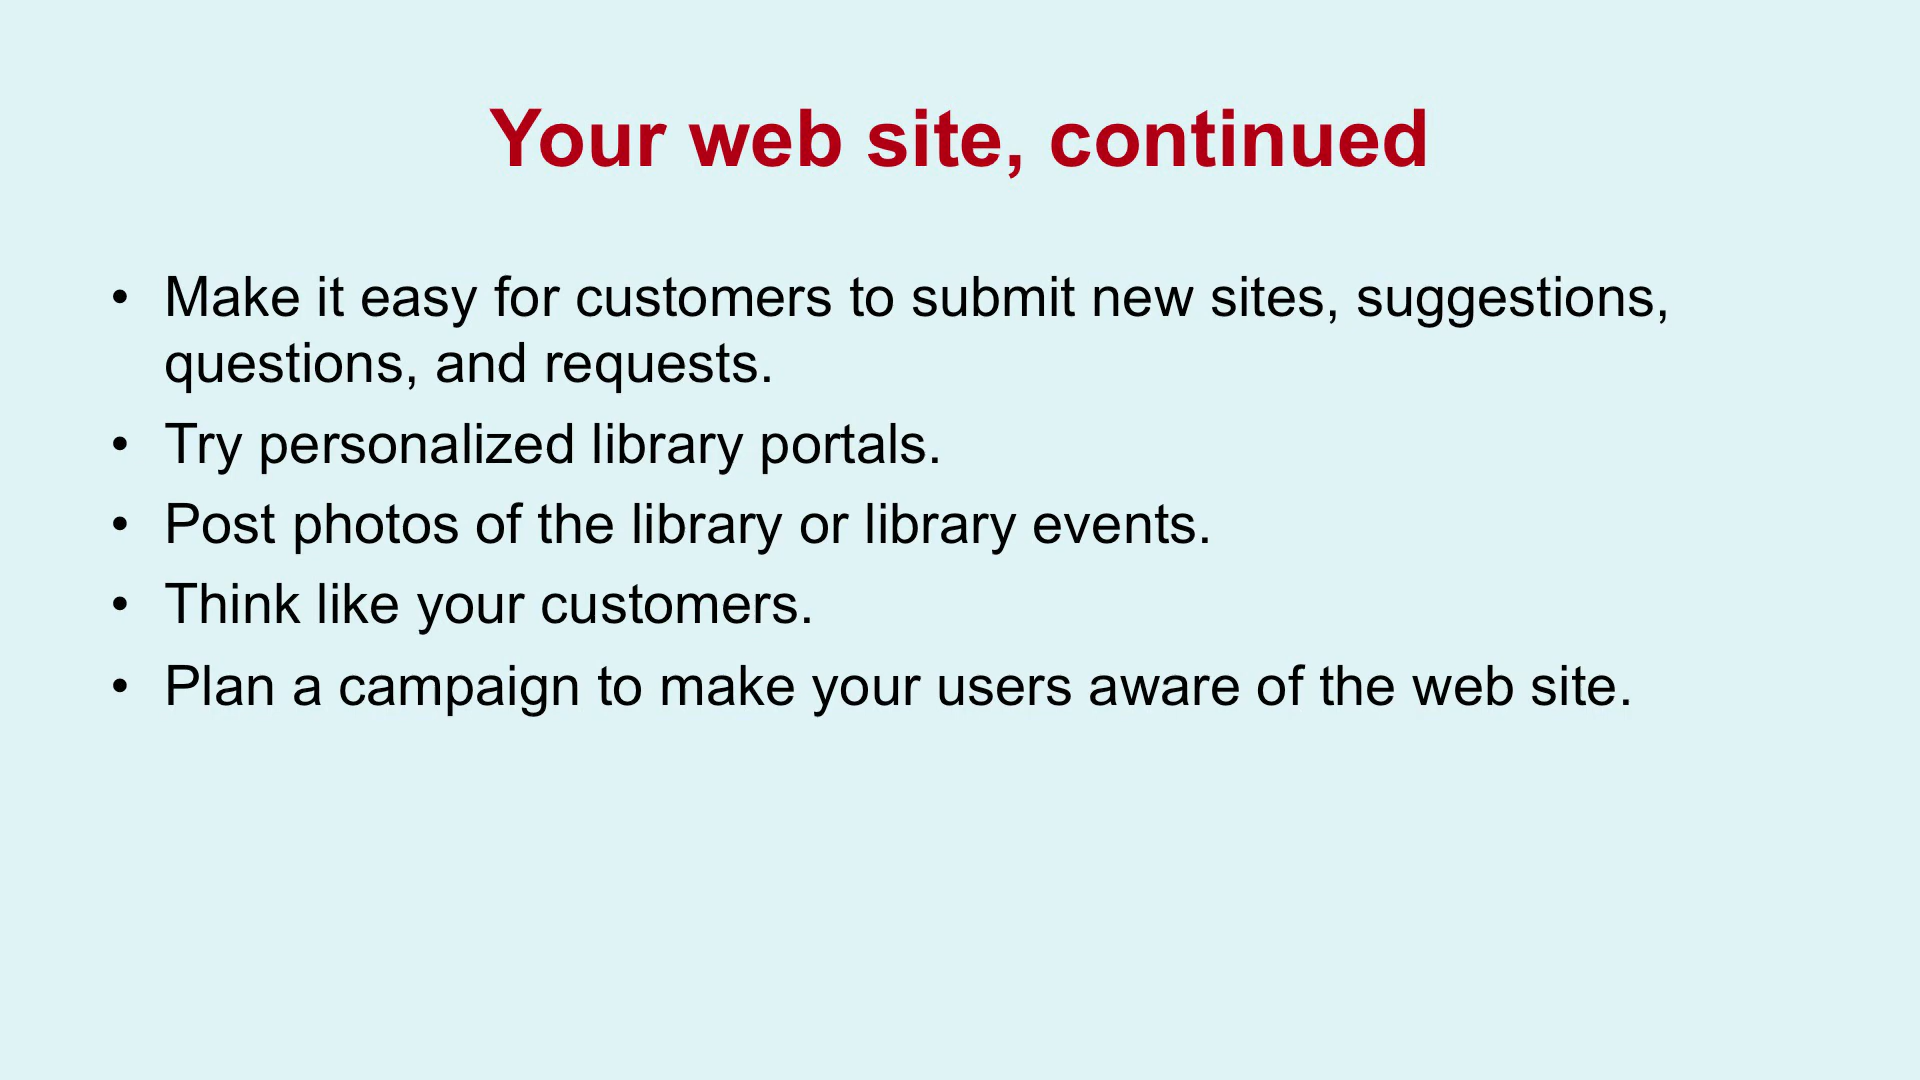 Your web site, continued
• Make it easy for customers to submit new sites, suggestions,
questions, and requests.
• Try personalized library portals.
• Post photos of the library or library events.
• Think like your customers.
• Plan a campaign to make your users aware of the web site.